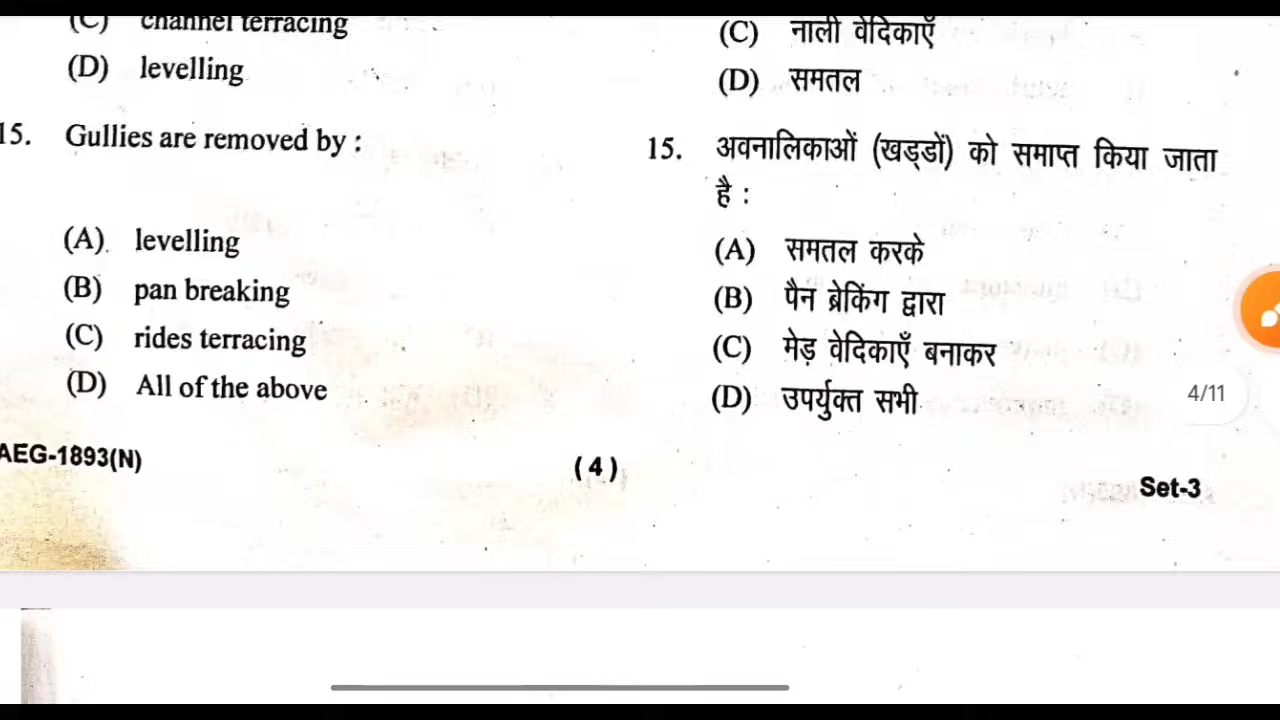 (C) channel terracing
(D) levelling
15. Gullies are removed by :
(A) levelling
(B) pan breaking
(C) rides terracing
(D) All of the above
AEG-1893(N)
(C) नाली वेदिकाएँ
(D) समतल
15. अवनालिकाओं (खड्डों) को समाप्त किया जाता
है :
(A) समतल करके
(B) पैन ब्रेकिंग द्वारा
(C) मेड़ वेदिकाएँ बनाकर
(D) उपर्युक्त सभी
4/11
(4)
Set-3